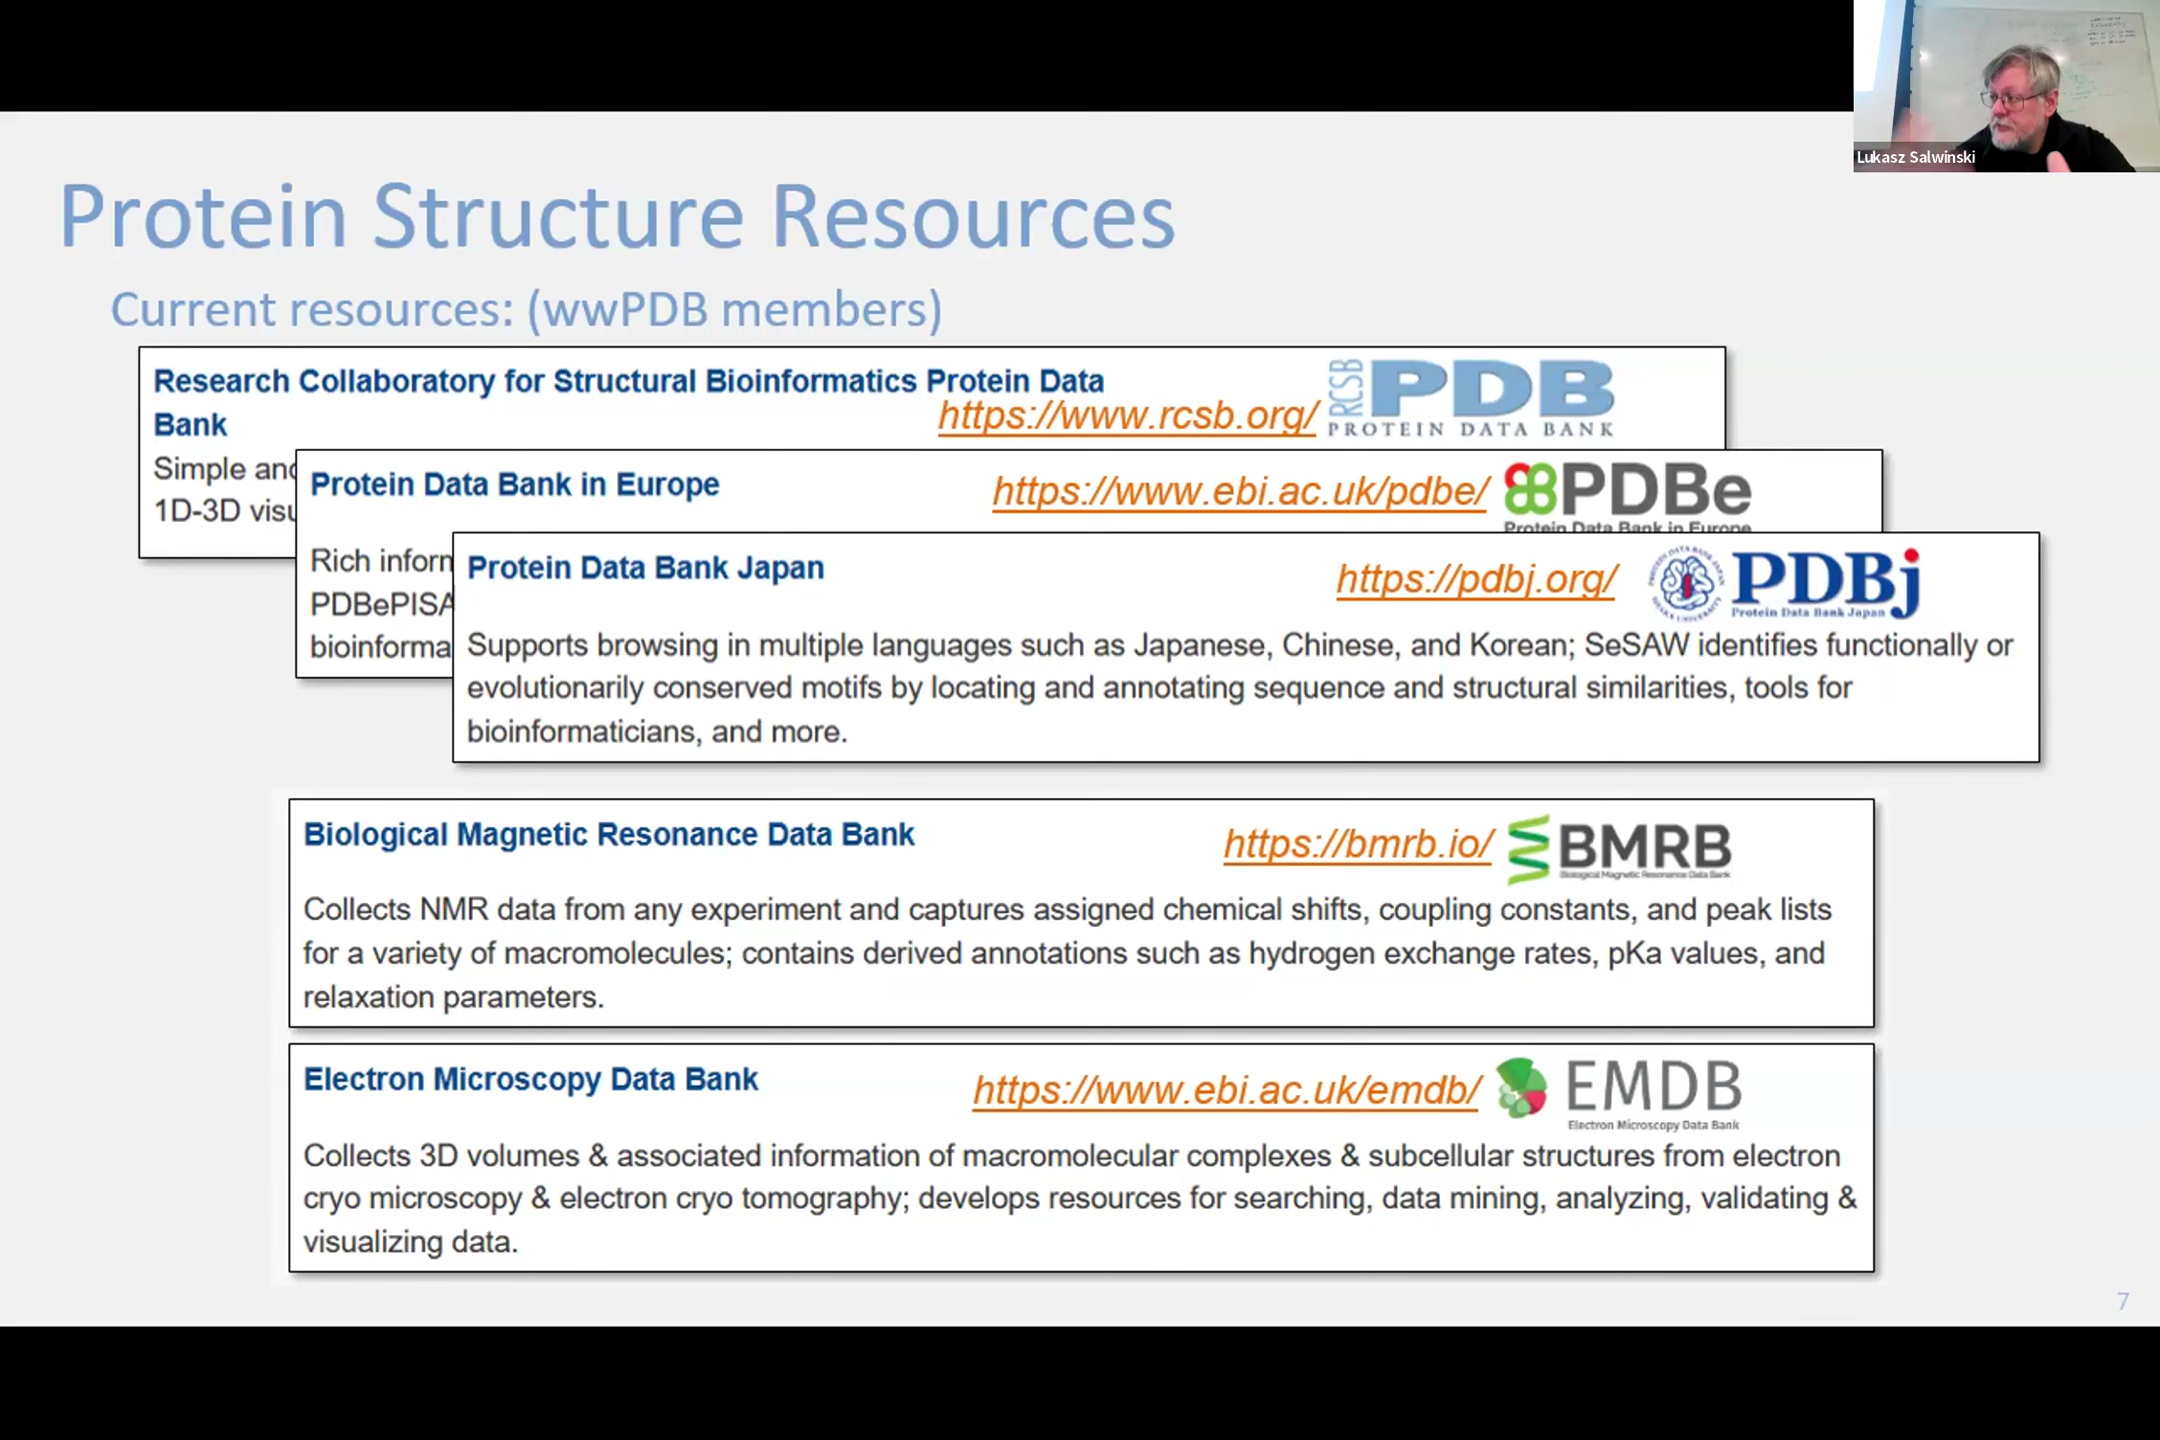 Lukasz Salwinski
Protein Structure Resources
Current resources: (wwPDB members)
Research Collaboratory for Structural Bioinformatics Protein Data
Bank
https://www.rcsb.org/
RCSB PDB
PROTEIN DATA BANK
Simple and
1D-3D visu
Protein Data Bank in Europe
https://www.ebi.ac.uk/pdbe/
PDBe
Protein Data Bank in Europe
Rich inform
PDBePISA
bioinforma
Protein Data Bank Japan
https://pdbj.org/
PDBj
Protein Data Bank Japan
Supports browsing in multiple languages such as Japanese, Chinese, and Korean; SeSAW identifies functionally or
evolutionarily conserved motifs by locating and annotating sequence and structural similarities, tools for
bioinformaticians, and more.
Biological Magnetic Resonance Data Bank
https://bmrb.io/
BMRB
Biological Magnetic Resonance Data Bank
Collects NMR data from any experiment and captures assigned chemical shifts, coupling constants, and peak lists
for a variety of macromolecules; contains derived annotations such as hydrogen exchange rates, pKa values, and
relaxation parameters.
Electron Microscopy Data Bank
https://www.ebi.ac.uk/emdb/
EMDB
Electron Microscopy Data Bank
Collects 3D volumes & associated information of macromolecular complexes & subcellular structures from electron
cryo microscopy & electron cryo tomography; develops resources for searching, data mining, analyzing, validating &
visualizing data.
7